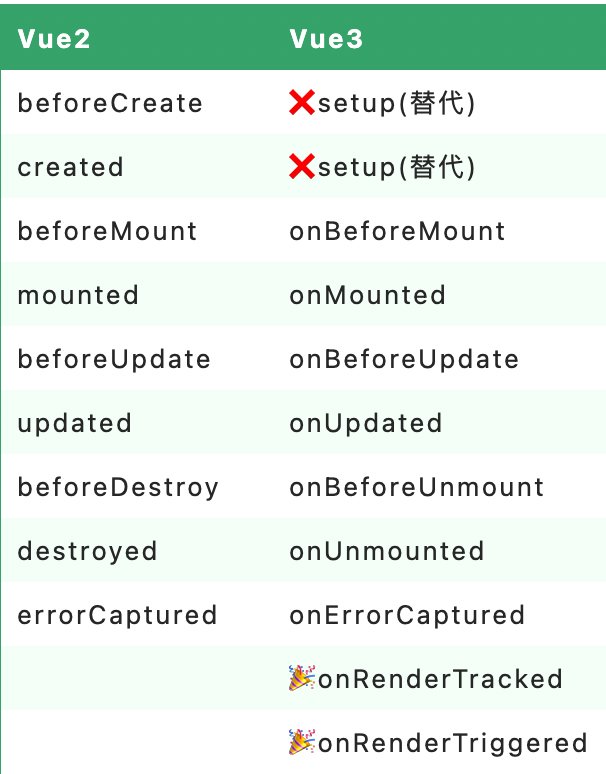 Vue2 Vue3
beforeCreate ❌setup(替代)
created ❌setup(替代)
beforeMount onBeforeMount
mounted onMounted
beforeUpdate onBeforeUpdate
updated onUpdated
beforeDestroy onBeforeUnmount
destroyed onUnmounted
errorCaptured onErrorCaptured
🎉onRenderTracked
🎉onRenderTriggered